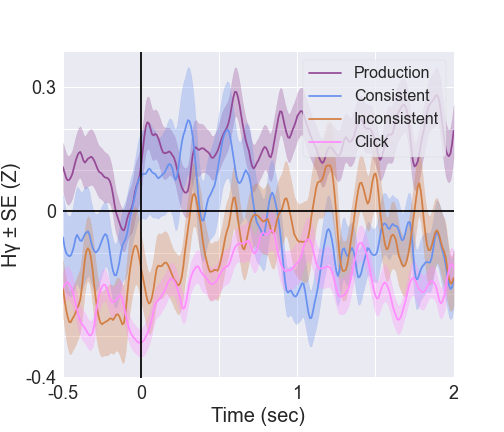 Production
Consistent
Inconsistent
Click
0.3
0
-0.4
-0.5
0
1
2
Hγ ± SE (Z)
Time (sec)